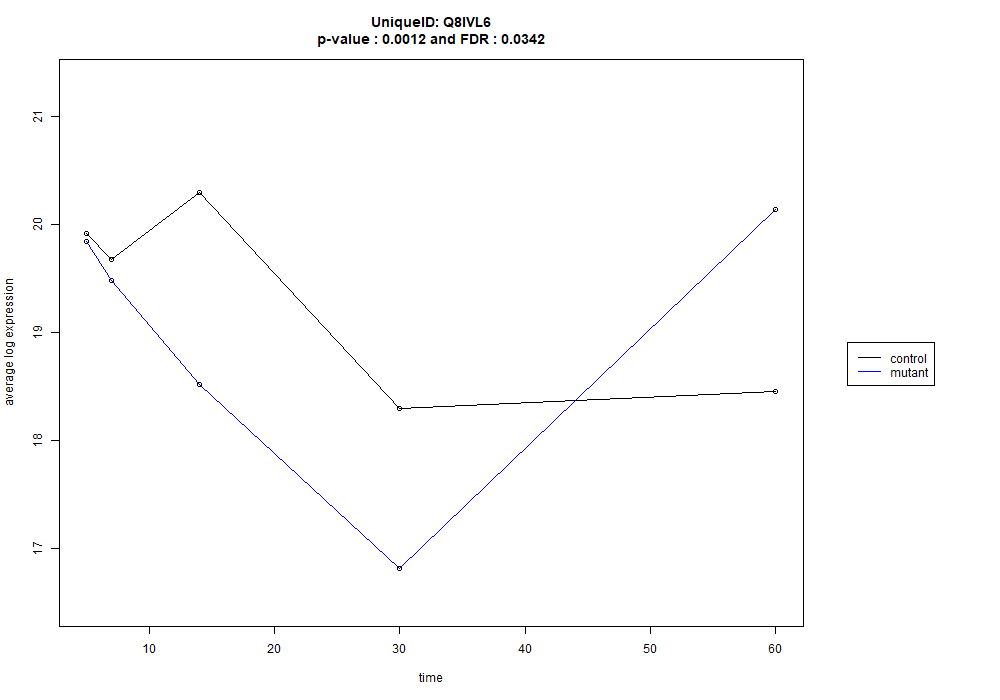 UniqueID: Q8IVL6
p-value : 0.0012 and FDR : 0.0342
average log expression
21
20
19
18
17
10 20 30 40 50 60
time
control
mutant